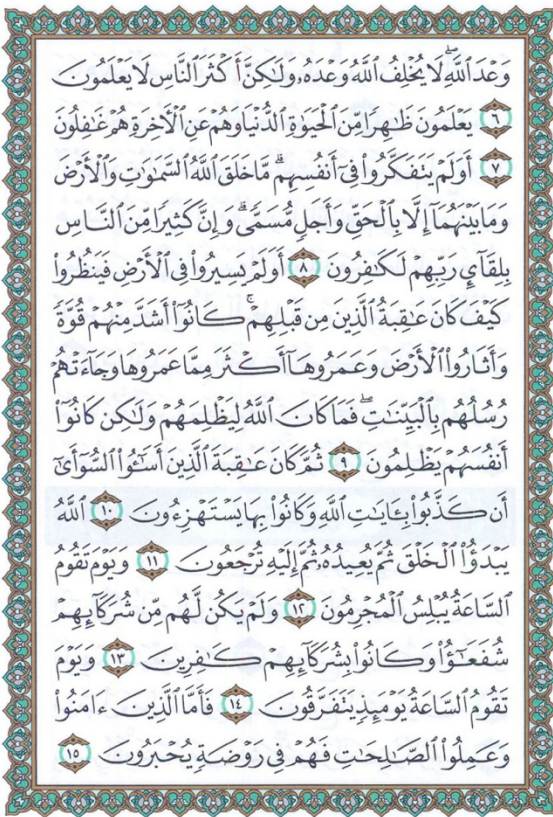 وَعْدَ ٱللَّهِۖ لَا يُخْلِفُ ٱللَّهُ وَعْدَهُۥ وَلَٰكِنَّ أَكْثَرَ ٱلنَّاسِ لَا يَعْلَمُونَ
٦ يَعْلَمُونَ ظَٰهِرًا مِّنَ ٱلْحَيَوٰةِ ٱلدُّنْيَا وَهُمْ عَنِ ٱلْأَخِرَةِ هُمْ غَٰفِلُونَ
٧ أَوَلَمْ يَتَفَكَّرُوا۟ فِىٓ أَنفُسِهِمۗ مَّا خَلَقَ ٱللَّهُ ٱلسَّمَٰوَٰتِ وَٱلْأَرْضَ
وَمَا بَيْنَهُمَآ إِلَّا بِٱلْحَقِّ وَأَجَلٍ مُّسَمًّىۗ وَإِنَّ كَثِيرًا مِّنَ ٱلنَّاسِ
بِلِقَآئِ رَبِّهِمْ لَكَٰفِرُونَ ٨ أَوَلَمْ يَسِيرُوا۟ فِى ٱلْأَرْضِ فَيَنظُرُوا۟
كَيْفَ كَانَ عَٰقِبَةُ ٱلَّذِينَ مِن قَبْلِهِمْۚ كَانُوٓا۟ أَشَدَّ مِنْهُمْ قُوَّةً
وَأَثَارُوا۟ ٱلْأَرْضَ وَعَمَرُوهَآ أَكْثَرَ مِمَّا عَمَرُوهَا وَجَآءَتْهُمْ
رُسُلُهُم بِٱلْبَيِّنَٰتِۖ فَمَا كَانَ ٱللَّهُ لِيَظْلِمَهُمْ وَلَٰكِن كَانُوٓا۟
أَنفُسَهُمْ يَظْلِمُونَ ٩ ثُمَّ كَانَ عَٰقِبَةَ ٱلَّذِينَ أَسَٰٓـُٔوا۟ ٱلسُّوٓأَىٰٓ
أَن كَذَّبُوا۟ بِـَٔايَٰتِ ٱللَّهِ وَكَانُوا۟ بِهَا يَسْتَهْزِءُونَ ١٠ ٱللَّهُ
يَبْدَؤُا۟ ٱلْخَلْقَ ثُمَّ يُعِيدُهُۥ ثُمَّ إِلَيْهِ تُرْجَعُونَ ١١ وَيَوْمَ تَقُومُ
ٱلسَّاعَةُ يُبْلِسُ ٱلْمُجْرِمُونَ ١٢ وَلَمْ يَكُن لَّهُم مِّن شُرَكَآئِهِمْ
شُفَعَٰٓؤُا۟ وَكَانُوا۟ بِشُرَكَآئِهِمْ كَٰفِرِينَ ١٣ وَيَوْمَ
تَقُومُ ٱلسَّاعَةُ يَوْمَئِذٍ يَتَفَرَّقُونَ ١٤ فَأَمَّا ٱلَّذِينَ ءَامَنُوا۟
وَعَمِلُوا۟ ٱلصَّٰلِحَٰتِ فَهُمْ فِى رَوْضَةٍ يُحْبَرُونَ ١٥